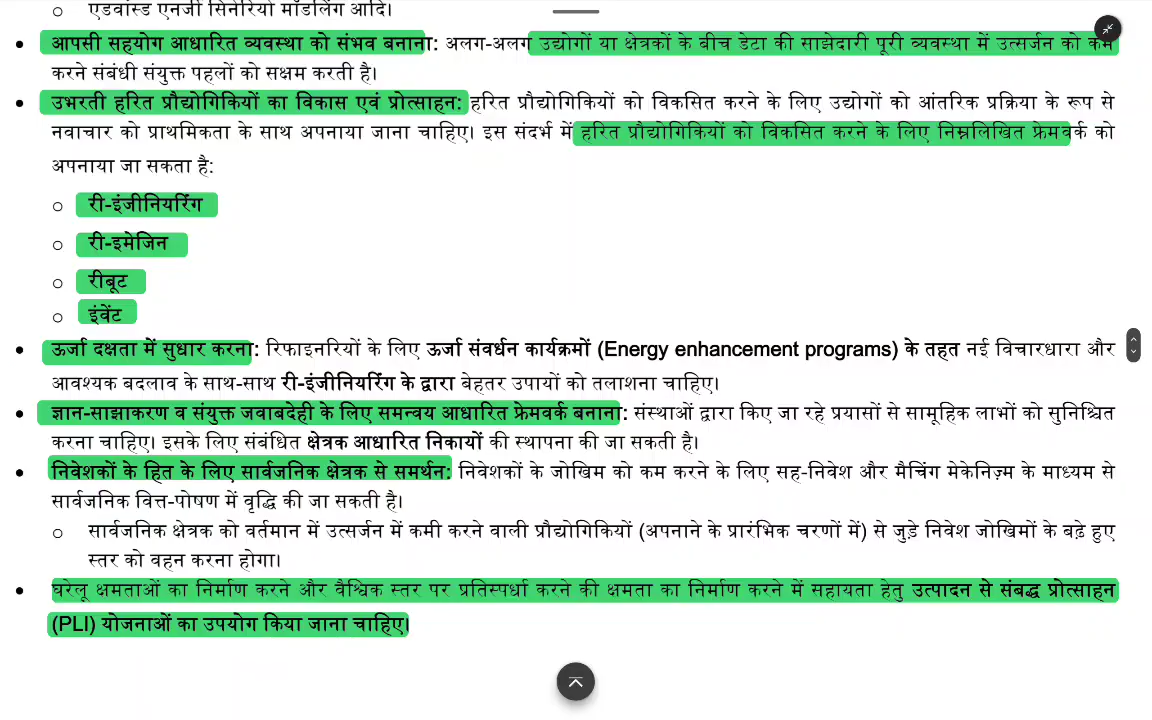 o एडवांस्ड एनर्जी सिनेरियो मॉडलिंग आदि।
• आपसी सहयोग आधारित व्यवस्था को संभव बनाना: अलग-अलग उद्योगों या क्षेत्रकों के बीच डेटा की साझेदारी पूरी व्यवस्था में उत्सर्जन को कम
करने संबंधी संयुक्त पहलों को सक्षम करती है।
• उभरती हरित प्रौद्योगिकियों का विकास एवं प्रोत्साहन: हरित प्रौद्योगिकियों को विकसित करने के लिए उद्योगों को आंतरिक प्रक्रिया के रूप से
नवाचार को प्राथमिकता के साथ अपनाया जाना चाहिए। इस संदर्भ में हरित प्रौद्योगिकियों को विकसित करने के लिए निम्नलिखित फ्रेमवर्क को
अपनाया जा सकता है:
o री-इंजीनियरिंग
o री-इमेजिन
o रीबूट
o इंवेंट
• ऊर्जा दक्षता में सुधार करना: रिफाइनरियों के लिए ऊर्जा संवर्धन कार्यक्रमों (Energy enhancement programs) के तहत नई विचारधारा और
आवश्यक बदलाव के साथ-साथ री-इंजीनियरिंग के द्वारा बेहतर उपायों को तलाशना चाहिए।
• ज्ञान-साझाकरण व संयुक्त जवाबदेही के लिए समन्वय आधारित फ्रेमवर्क बनाना: संस्थाओं द्वारा किए जा रहे प्रयासों से सामूहिक लाभों को सुनिश्चित
करना चाहिए। इसके लिए संबंधित क्षेत्रक आधारित निकायों की स्थापना की जा सकती है।
• निवेशकों के हित के लिए सार्वजनिक क्षेत्रक से समर्थन: निवेशकों के जोखिम को कम करने के लिए सह-निवेश और मैचिंग मेकेनिज़्म के माध्यम से
सार्वजनिक वित्त-पोषण में वृद्धि की जा सकती है।
o सार्वजनिक क्षेत्रक को वर्तमान में उत्सर्जन में कमी करने वाली प्रौद्योगिकियों (अपनाने के प्रारंभिक चरणों में) से जुड़े निवेश जोखिमों के बढ़े हुए
स्तर को वहन करना होगा।
• घरेलू क्षमताओं का निर्माण करने और वैश्विक स्तर पर प्रतिस्पर्धा करने की क्षमता का निर्माण करने में सहायता हेतु उत्पादन से संबद्ध प्रोत्साहन
(PLI) योजनाओं का उपयोग किया जाना चाहिए।